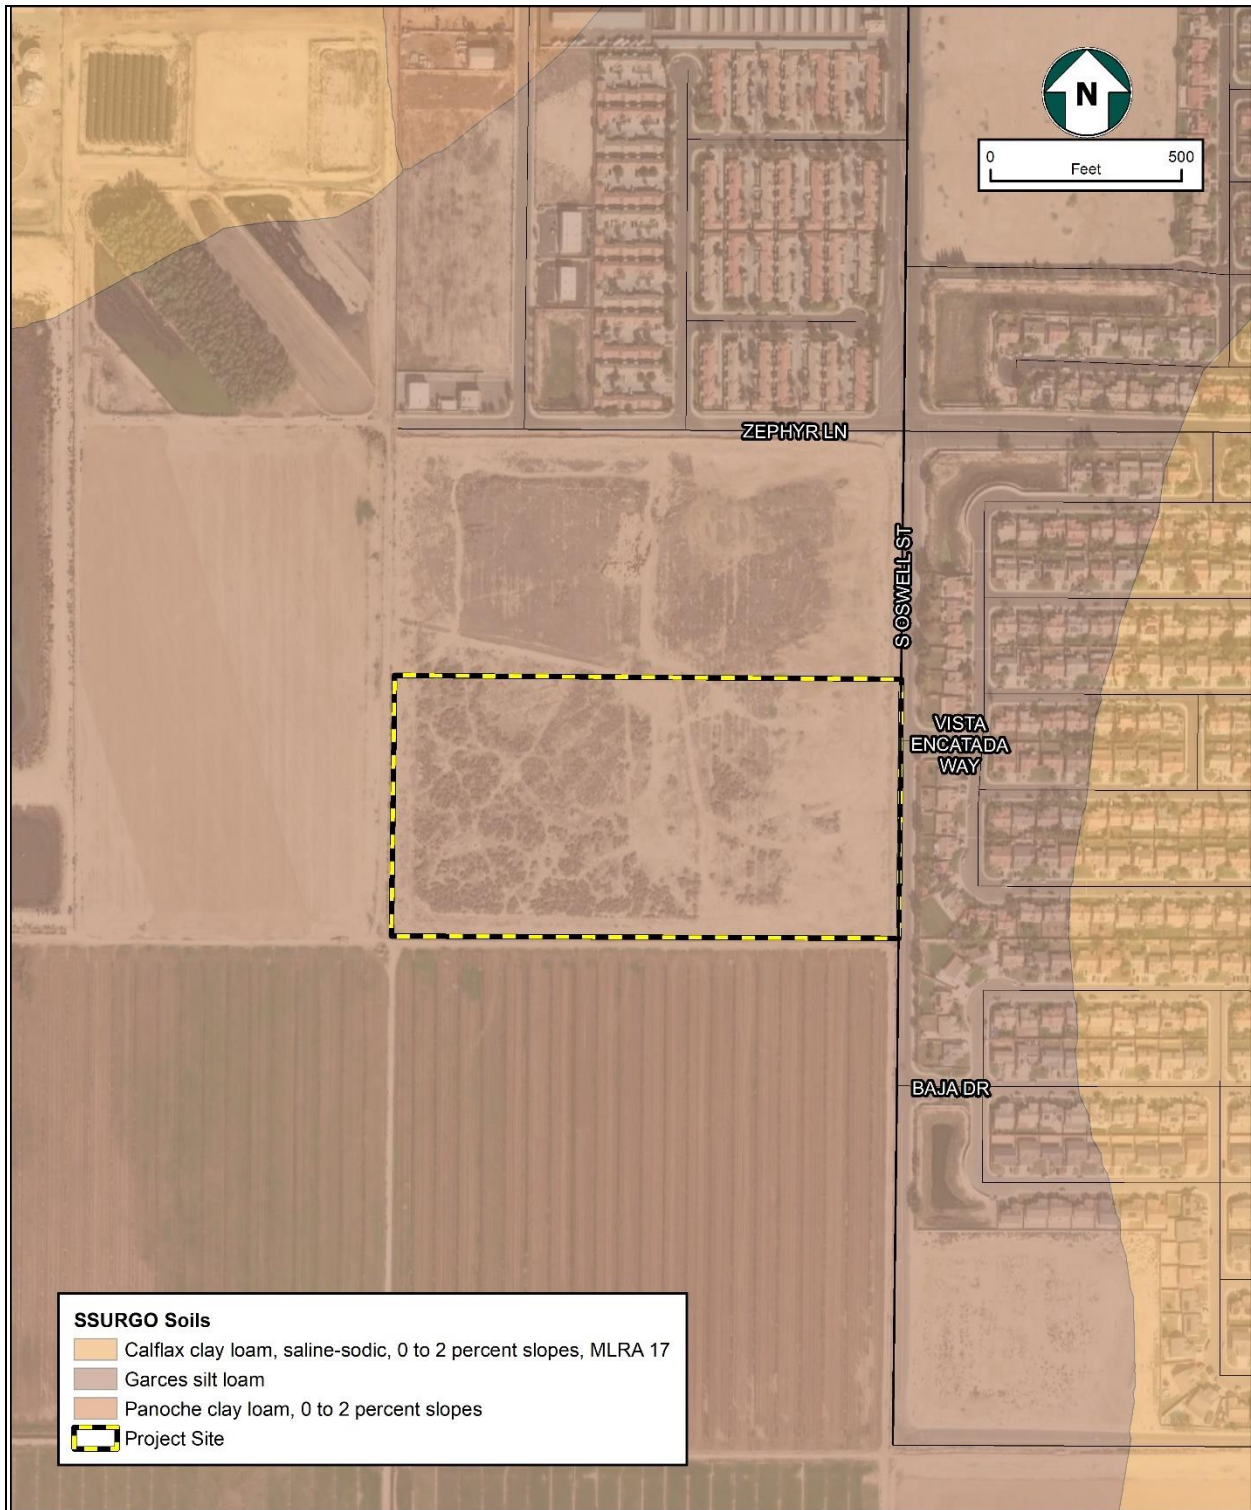 N
0 500
Feet
ZEPHYR LN
S OSWELL ST
VISTA
ENCATADA
WAY
BAJA DR
SSURGO Soils
Calflax clay loam, saline-sodic, 0 to 2 percent slopes, MLRA 17
Garces silt loam
Panoche clay loam, 0 to 2 percent slopes
Project Site